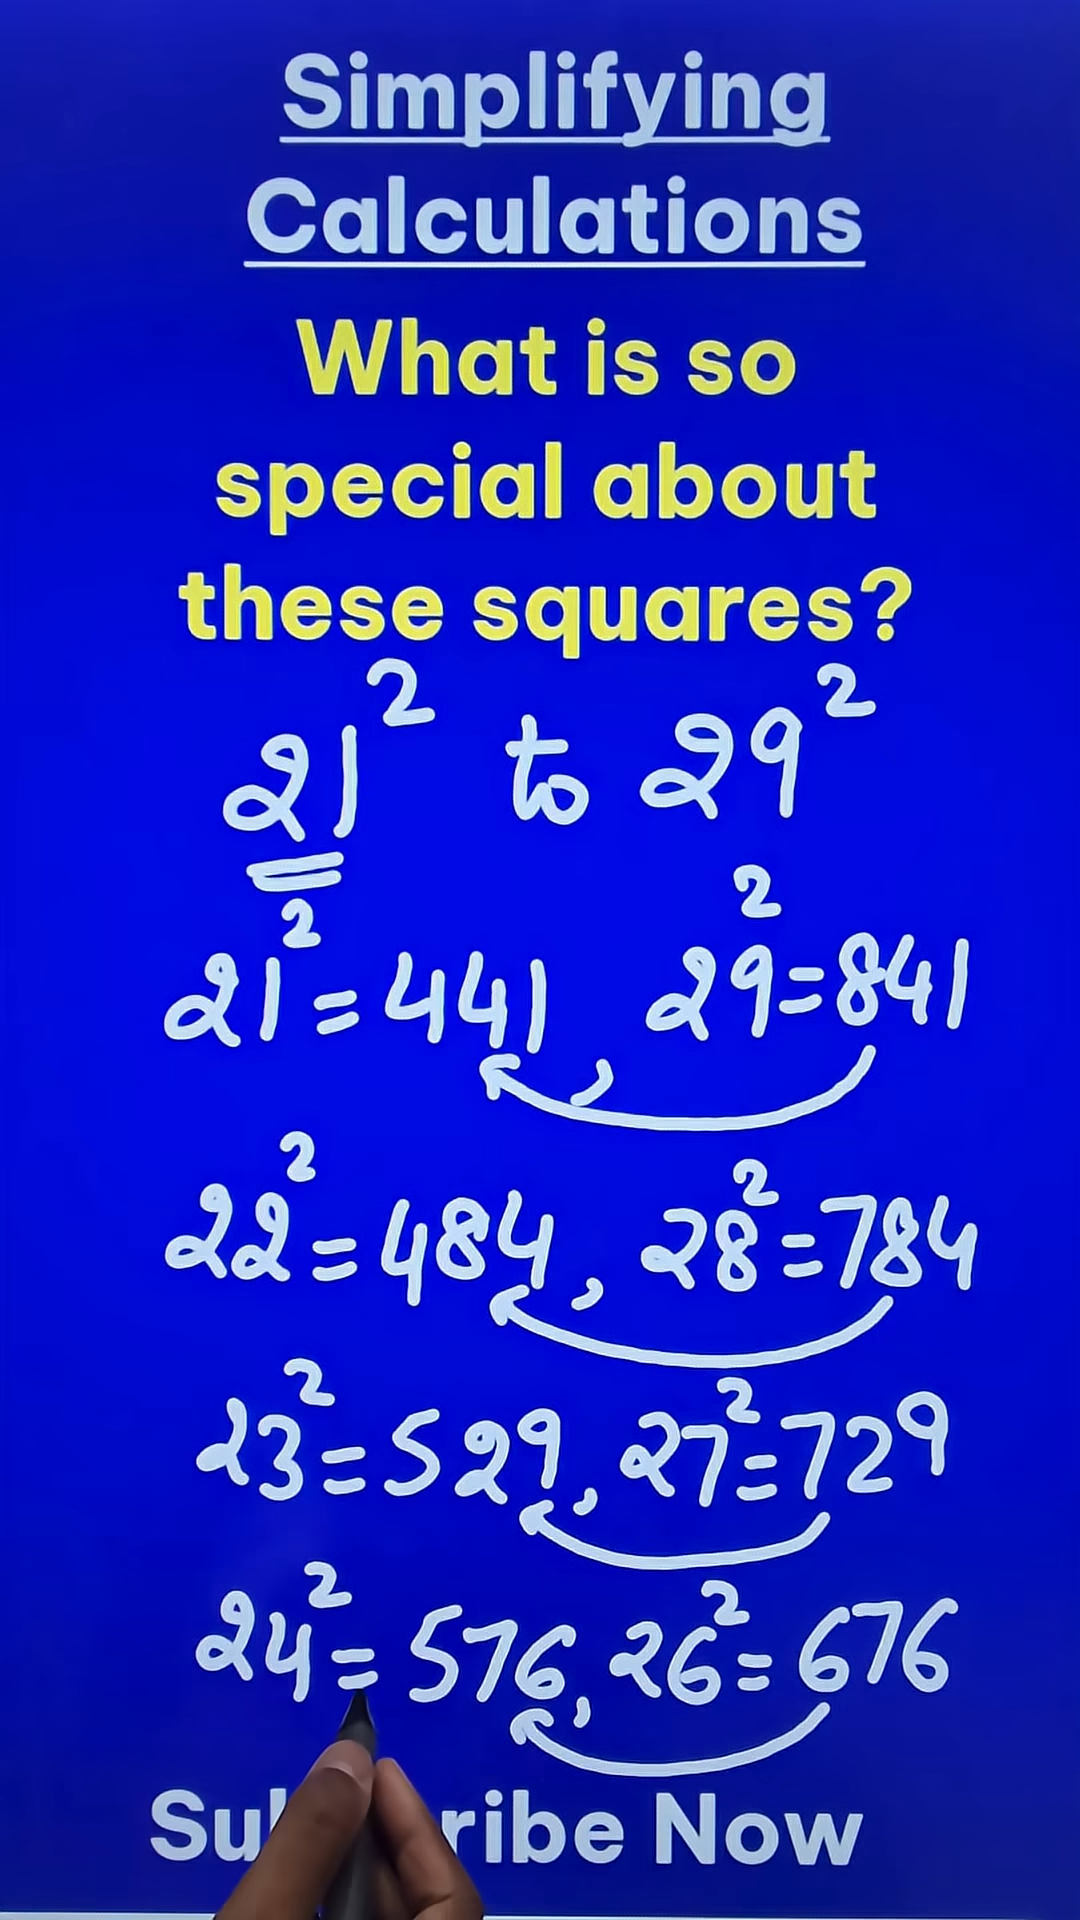 Simplifying
Calculations
What is so
special about
these squares?
21² to 29²
21² = 441, 29² = 841
22² = 484, 28² = 784
23² = 529, 27² = 729
24² = 576, 26² = 676
Now